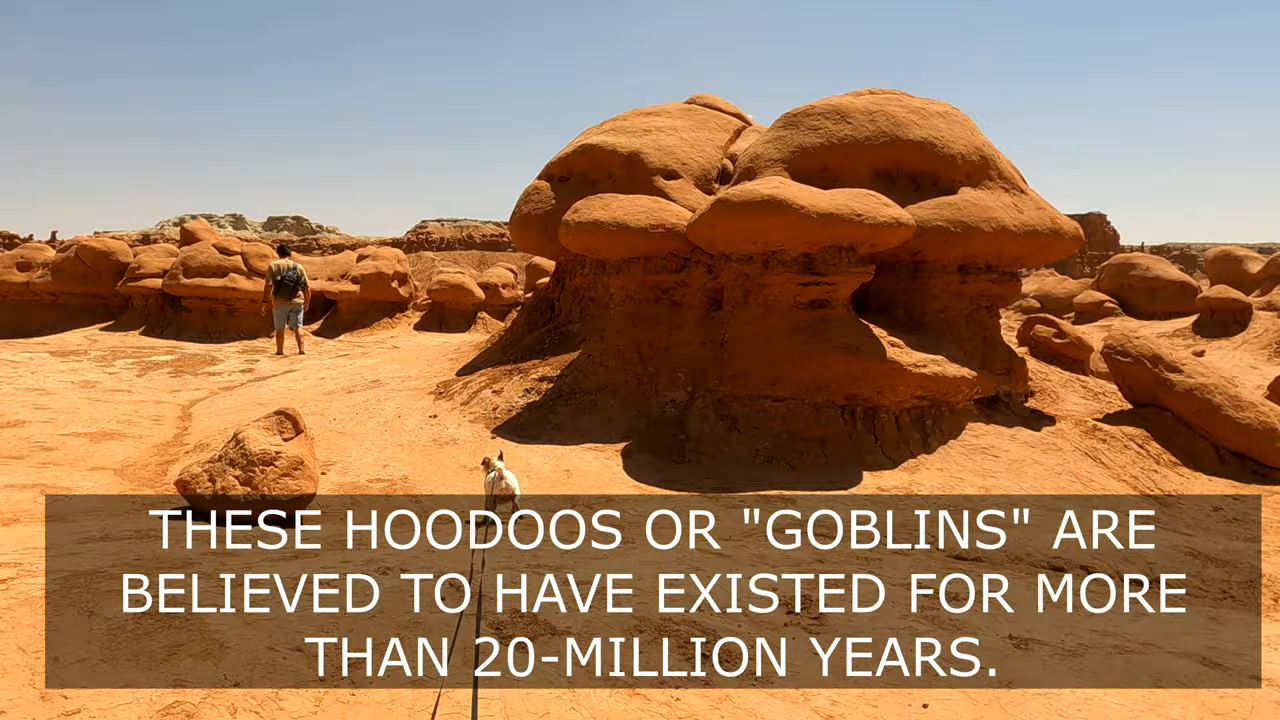 THESE HOODOOS OR "GOBLINS" ARE
BELIEVED TO HAVE EXISTED FOR MORE
THAN 20-MILLION YEARS.